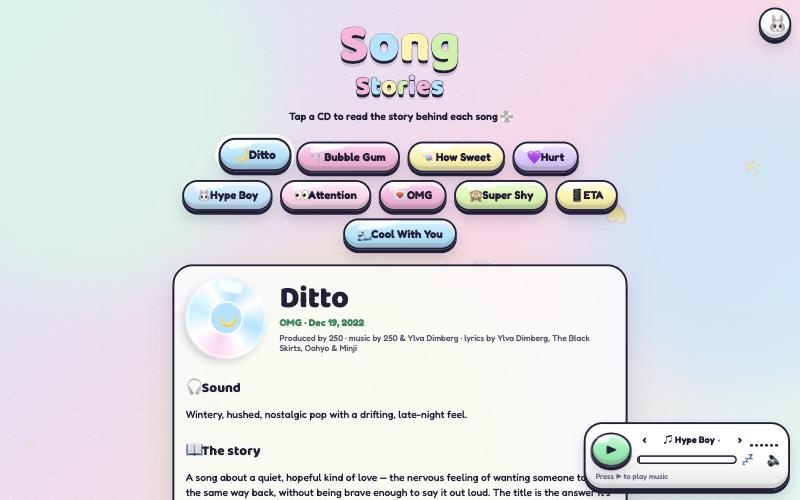 Song
Stories
Tap a CD to read the story behind each song
Ditto
Bubble Gum
How Sweet
Hurt
Hype Boy
Attention
OMG
Super Shy
ETA
Cool With You
Ditto
OMG · Dec 19, 2022
Produced by 250 · music by 250 & Ylva Dimberg · lyrics by Ylva Dimberg, The Black
Skirts, Oohyo & Minji
Sound
Wintery, hushed, nostalgic pop with a drifting, late-night feel.
The story
A song about a quiet, hopeful kind of love — the nervous feeling of wanting someone to
the same way back, without being brave enough to say it out loud. The title is the answer it's
‹ 🎵 Hype Boy · ›
Press ▶ to play music